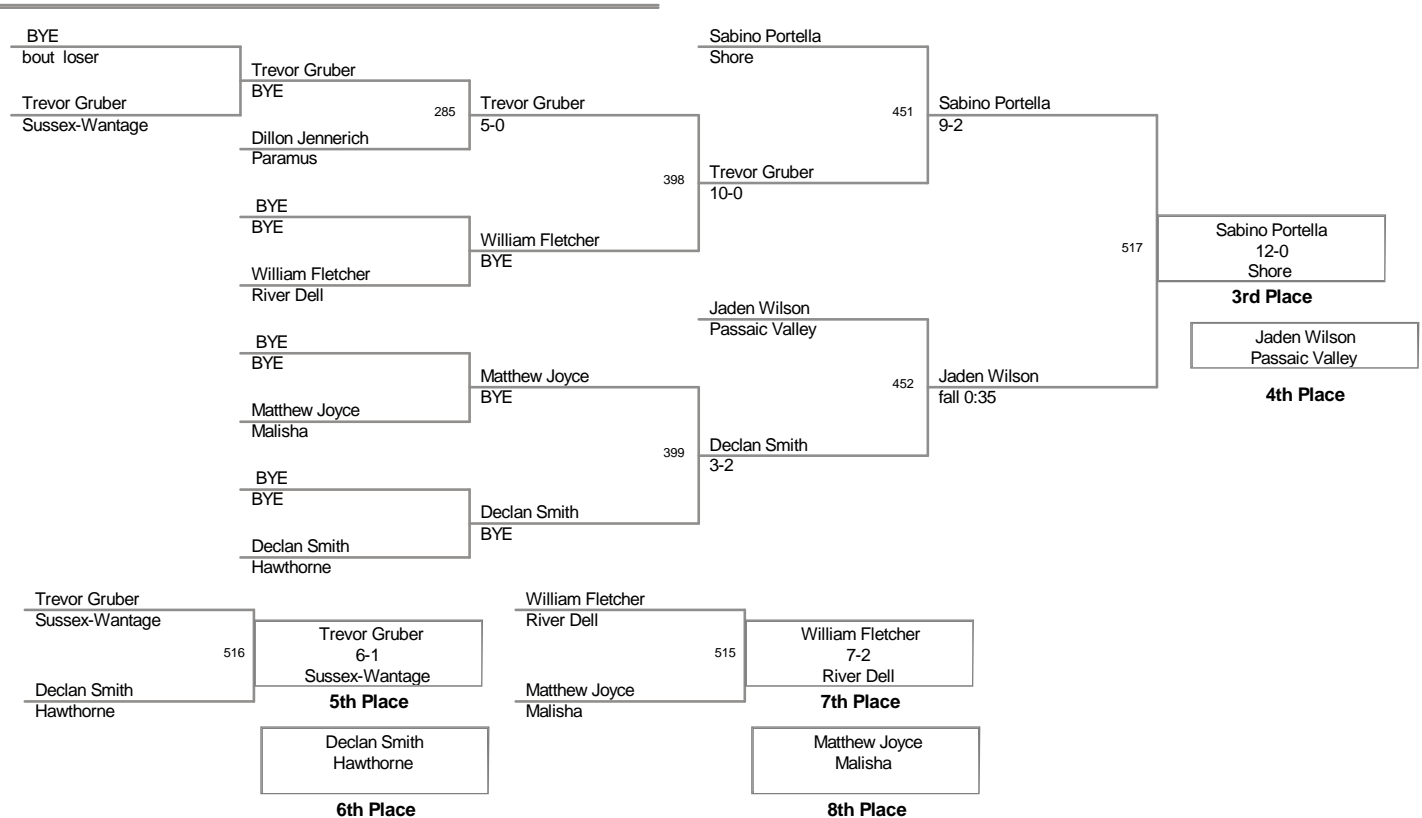 BYE
bout loser
Trevor Gruber
Sussex-Wantage
Trevor Gruber
BYE
285
Dillon Jennerich
Paramus
BYE
BYE
William Fletcher
River Dell
BYE
BYE
Matthew Joyce
Malisha
BYE
BYE
Declan Smith
Hawthorne
Trevor Gruber
5-0
398
William Fletcher
BYE
Matthew Joyce
BYE
399
Declan Smith
BYE
Sabino Portella
Shore
451
Trevor Gruber
10-0
Jaden Wilson
Passaic Valley
452
Declan Smith
3-2
Sabino Portella
9-2
517
Jaden Wilson
fall 0:35
Sabino Portella
12-0
Shore
3rd Place
Jaden Wilson
Passaic Valley
4th Place
Trevor Gruber
Sussex-Wantage
516
Declan Smith
Hawthorne
Trevor Gruber
6-1
Sussex-Wantage
5th Place
Declan Smith
Hawthorne
6th Place
William Fletcher
River Dell
515
Matthew Joyce
Malisha
William Fletcher
7-2
River Dell
7th Place
Matthew Joyce
Malisha
8th Place